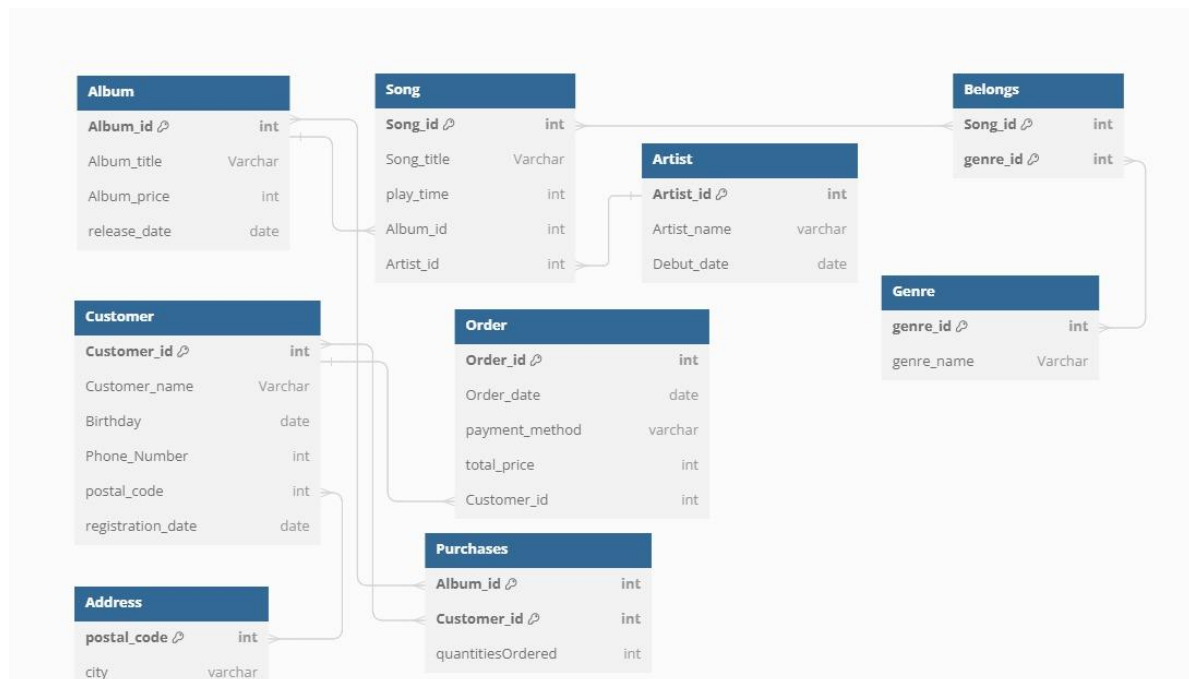 Album
Album_id int
Album_title Varchar
Album_price int
release_date date
Song
Song_id int
Song_title Varchar
play_time int
Album_id int
Artist_id int
Artist
Artist_id int
Artist_name varchar
Debut_date date
Belongs
Song_id int
genre_id int
Genre
genre_id int
genre_name Varchar
Customer
Customer_id int
Customer_name Varchar
Birthday date
Phone_Number int
postal_code int
registration_date date
Order
Order_id int
Order_date date
payment_method varchar
total_price int
Customer_id int
Purchases
Album_id int
Customer_id int
quantitiesOrdered int
Address
postal_code int
city varchar